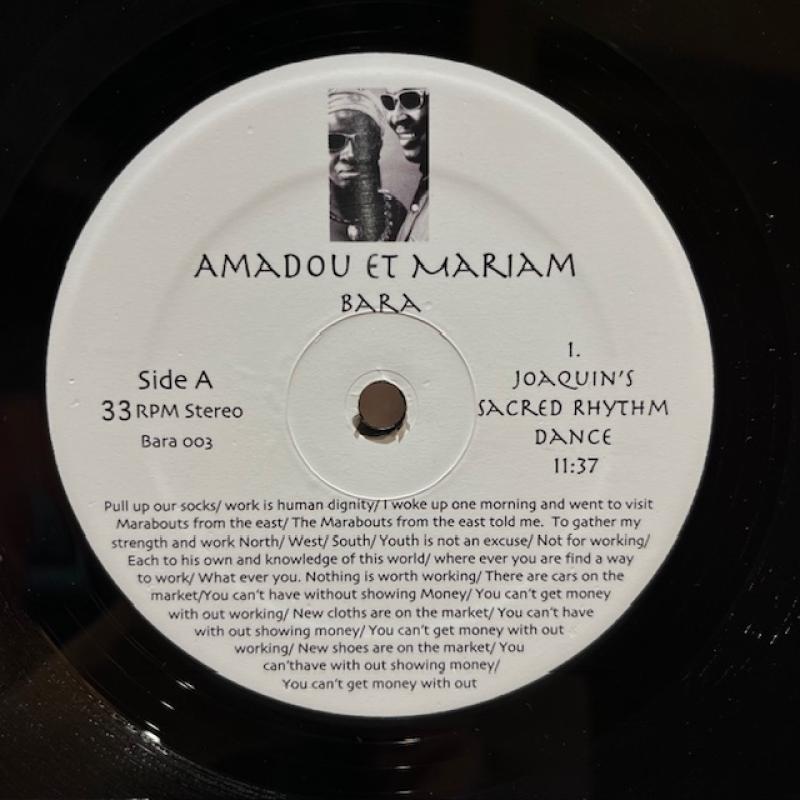 AMADOU ET MARIAM
BARA
Side A
33 RPM Stereo
Bara 003
1.
JOAQUIN'S
SACRED RHYTHM
DANCE
11:37
Pull up our socks/ work is human dignity/ I woke up one morning and went to visit
Marabouts from the east/ The Marabouts from the east told me. To gather my
strength and work North/ West/ South/ Youth is not an excuse/ Not for working/
Each to his own and knowledge of this world/ where ever you are find a way
to work/ What ever you. Nothing is worth working/ There are cars on the
market/You can't have without showing Money/ You can't get money
with out working/ New cloths are on the market/ You can't have
with out showing money/ You can't get money with out
working/ New shoes are on the market/ You
can'thave with out showing money/
You can't get money with out